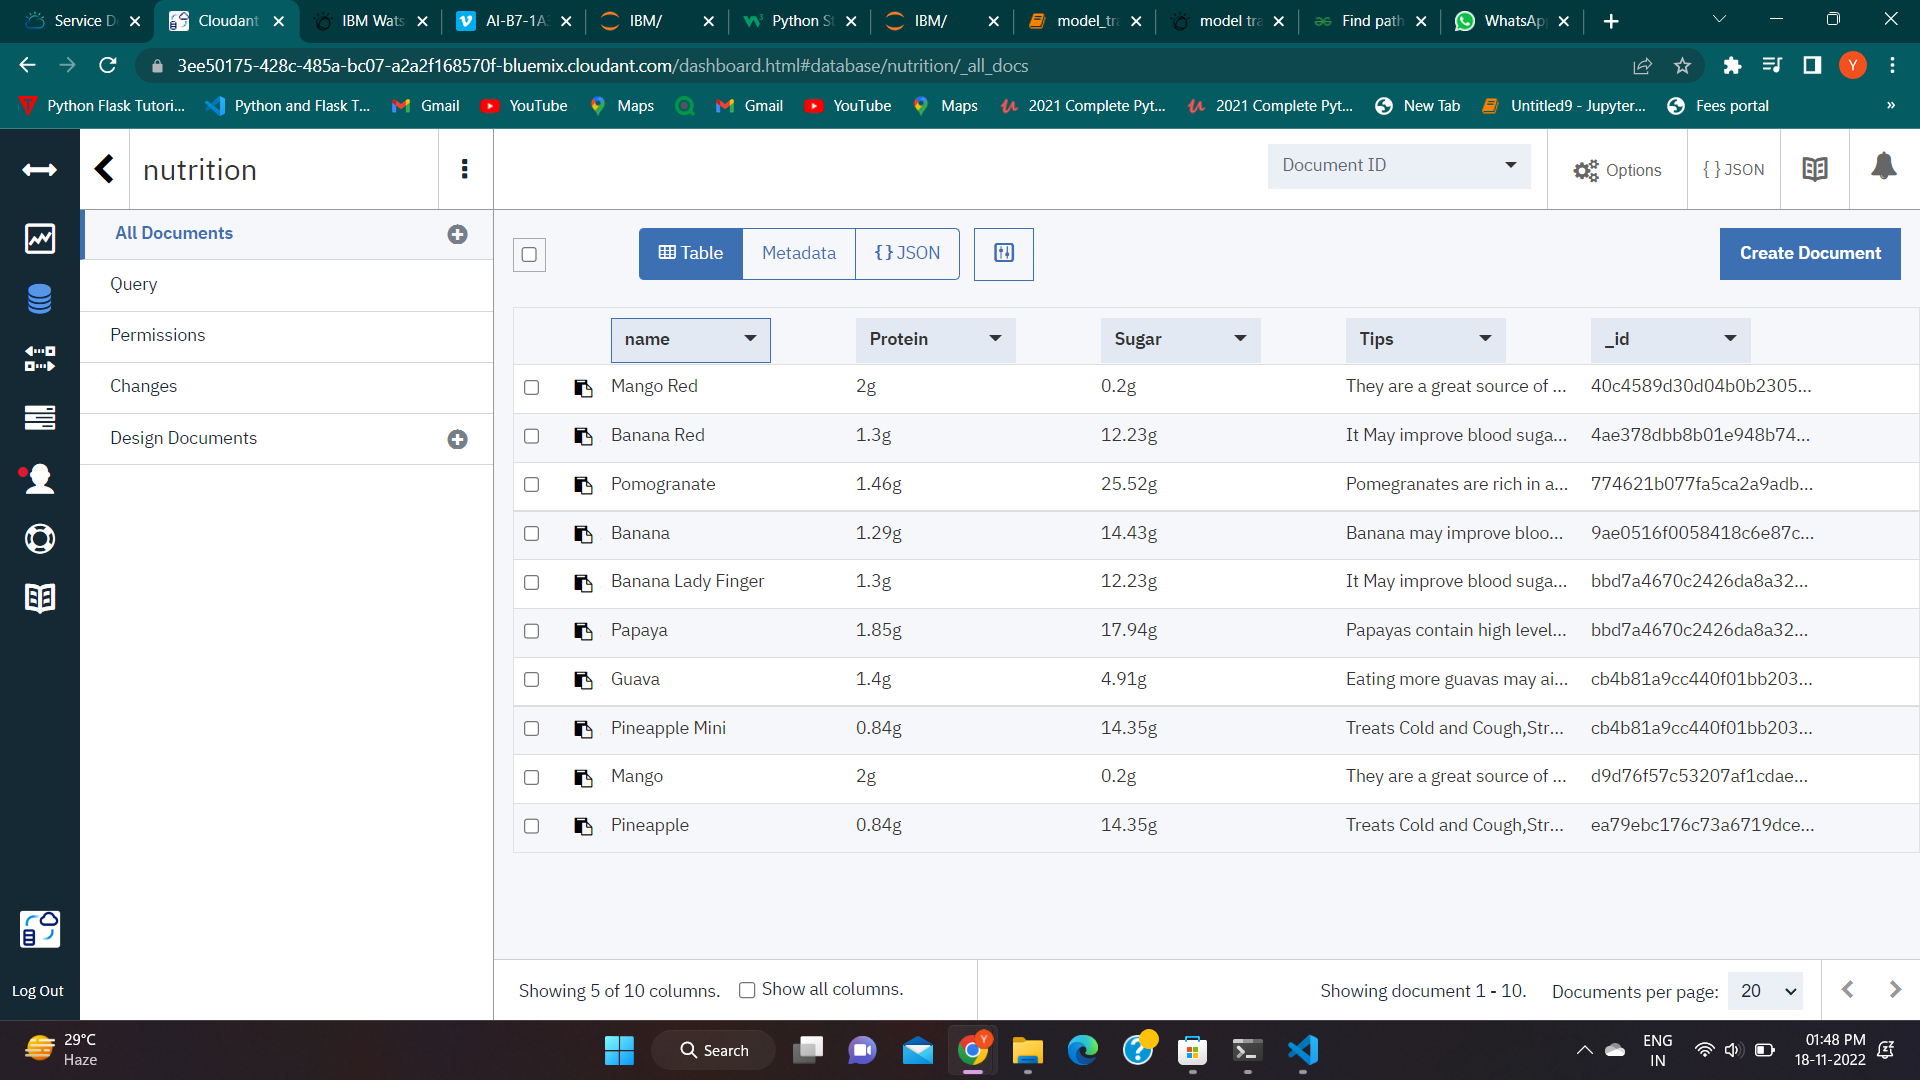 Service D
Cloudant
IBM Wats
AI-B7-1A
IBM/
Python St
IBM/
model_tr
model tra
Find path
WhatsAp
3ee50175-428c-485a-bc07-a2a2f168570f-bluemix.cloudant.com/dashboard.html#database/nutrition/_all_docs
Y
Python Flask Tutori...
Python and Flask T...
Gmail
YouTube
Maps
Gmail
YouTube
Maps
2021 Complete Pyt...
2021 Complete Pyt...
New Tab
Untitled9 - Jupyter...
Fees portal
»
nutrition
Document ID
Options
{ } JSON
All Documents
Query
Permissions
Changes
Design Documents
Log Out
Table
Metadata
{ } JSON
Create Document
name Protein Sugar Tips _id
Mango Red 2g 0.2g They are a great source of ... 40c4589d30d04b0b2305...
Banana Red 1.3g 12.23g It May improve blood suga... 4ae378dbb8b01e948b74...
Pomogranate 1.46g 25.52g Pomegranates are rich in a... 774621b077fa5ca2a9adb...
Banana 1.29g 14.43g Banana may improve bloo... 9ae0516f0058418c6e87c...
Banana Lady Finger 1.3g 12.23g It May improve blood suga... bbd7a4670c2426da8a32...
Papaya 1.85g 17.94g Papayas contain high level... bbd7a4670c2426da8a32...
Guava 1.4g 4.91g Eating more guavas may ai... cb4b81a9cc440f01bb203...
Pineapple Mini 0.84g 14.35g Treats Cold and Cough,Str... cb4b81a9cc440f01bb203...
Mango 2g 0.2g They are a great source of ... d9d76f57c53207af1cdae...
Pineapple 0.84g 14.35g Treats Cold and Cough,Str... ea79ebc176c73a6719dce...
Showing 5 of 10 columns.
Show all columns.
Showing document 1 - 10.
Documents per page: 20
29°C
Haze
Search
Y
ENG
IN
01:48 PM
18-11-2022